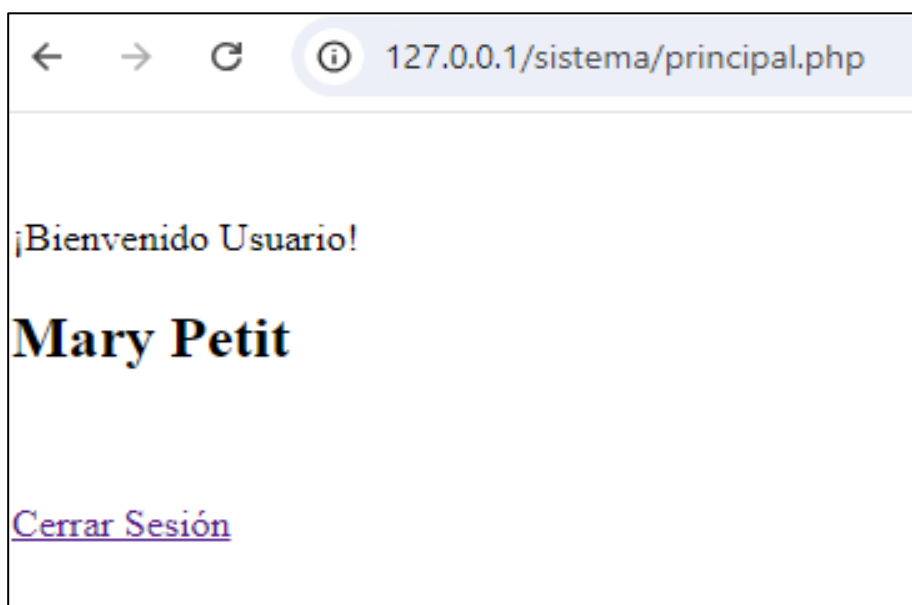 127.0.0.1/sistema/principal.php
¡Bienvenido Usuario!
Mary Petit
Cerrar Sesión